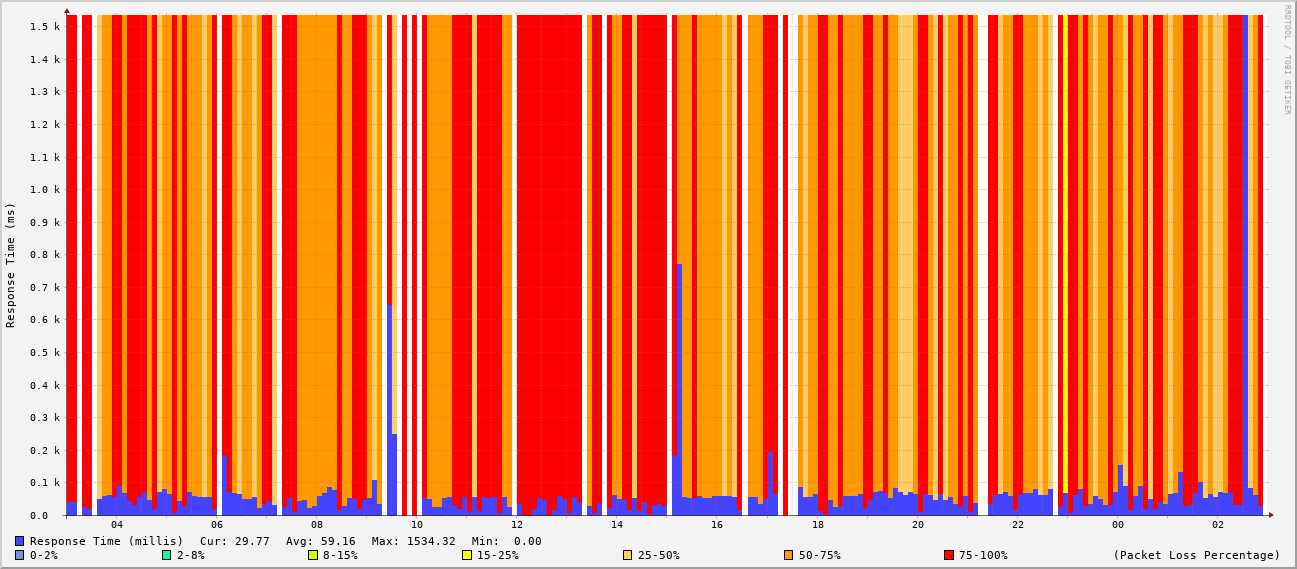 RRDTOOL / TOBI OETIKER
Response Time (ms)
1.5 k
1.4 k
1.3 k
1.2 k
1.1 k
1.0 k
0.9 k
0.8 k
0.7 k
0.6 k
0.5 k
0.4 k
0.3 k
0.2 k
0.1 k
0.0
04 06 08 10 12 14 16 18 20 22 00 02
Response Time (millis) Cur: 29.77 Avg: 59.16 Max: 1534.32 Min: 0.00
0-2% 2-8% 8-15% 15-25% 25-50% 50-75% 75-100% (Packet Loss Percentage)